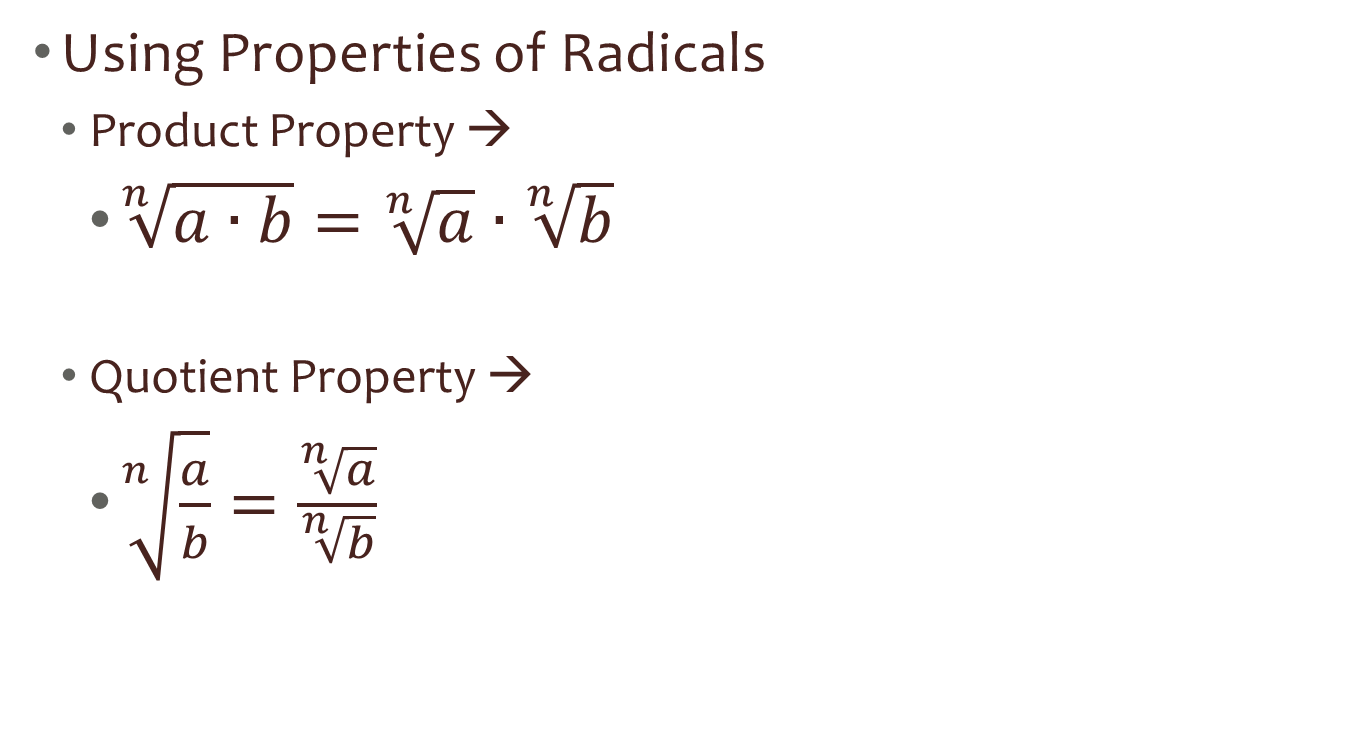 • Using Properties of Radicals
• Product Property →
• ⁿ√(a · b) = ⁿ√a · ⁿ√b
• Quotient Property →
• ⁿ√(a/b) = ⁿ√a / ⁿ√b